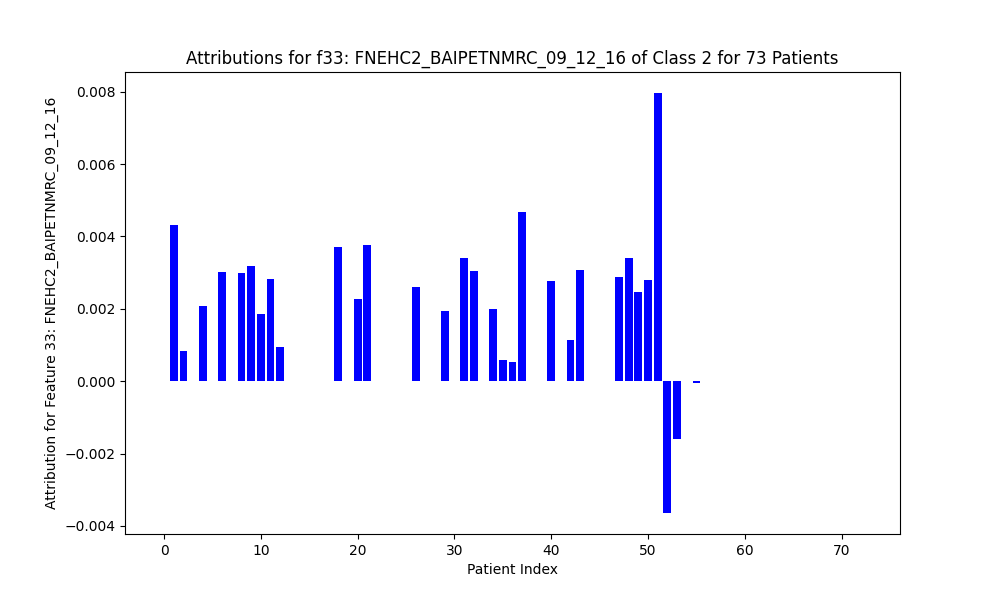 Attributions for f33: FNEHC2_BAIPETNMRC_09_12_16 of Class 2 for 73 Patients
Attribution for Feature 33: FNEHC2_BAIPETNMRC_09_12_16
0.008
0.006
0.004
0.002
0.000
−0.002
−0.004
0 10 20 30 40 50 60 70
Patient Index